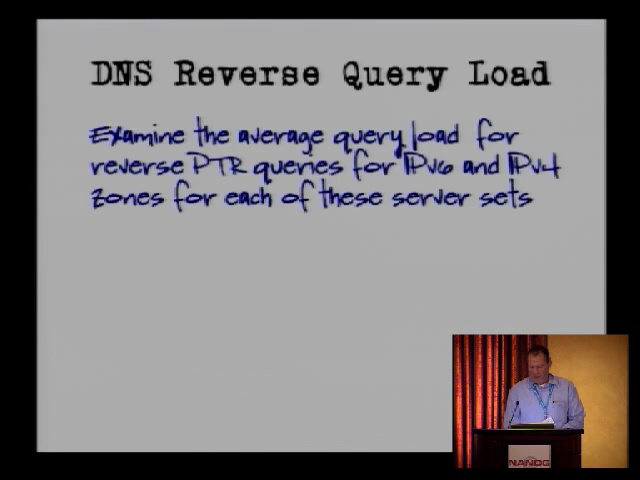 DNS Reverse Query Load
Examine the average query load for
reverse PTR queries for IPv6 and IPv4
zones for each of these server sets
NANOG